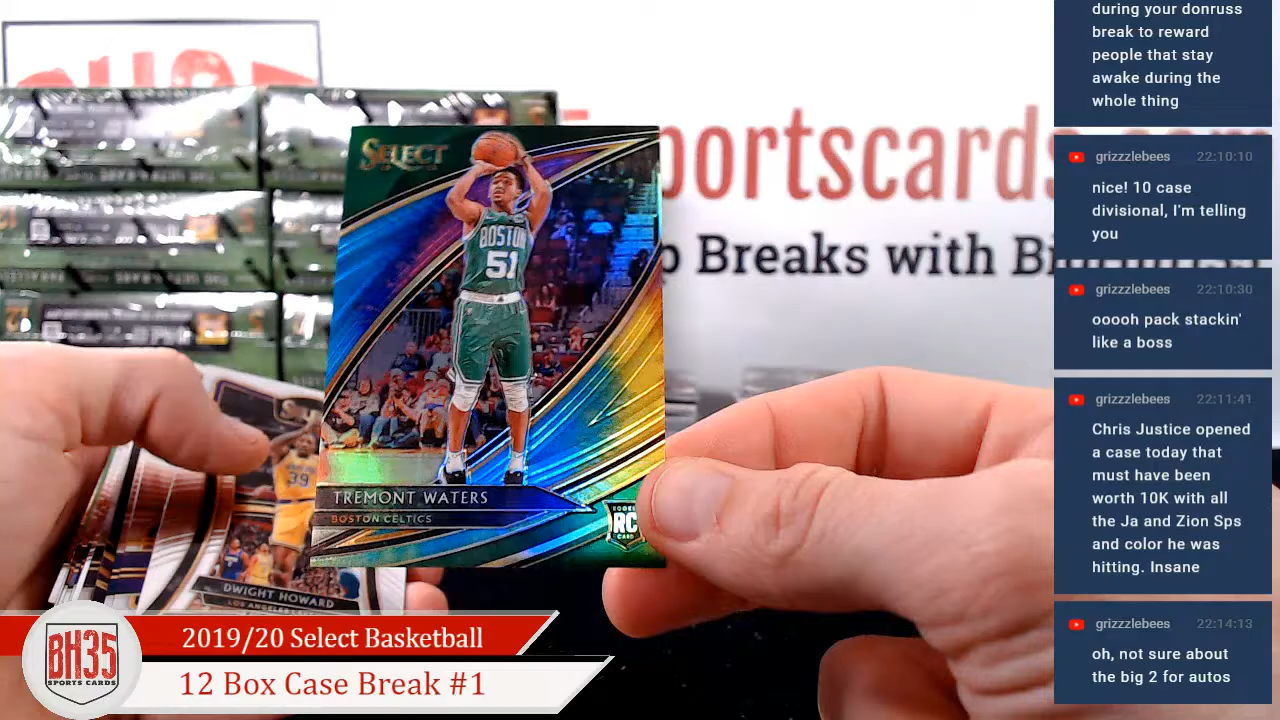 during your donruss
break to reward
people that stay
awake during the
whole thing
grizzzlebees 22:10:10
nice! 10 case
divisional, I'm telling
you
grizzzlebees 22:10:30
ooooh pack stackin'
like a boss
grizzzlebees 22:11:41
Chris Justice opened
a case today that
must have been
worth 10K with all
the Ja and Zion Sps
and color he was
hitting. Insane
grizzzlebees 22:14:13
oh, not sure about
the big 2 for autos
portscards
Breaks with
SELECT
BOSTON
51
TREMONT WATERS
BOSTON CELTICS
RC
39
DWIGHT HOWARD
BH35
SPORTS CARDS
2019/20 Select Basketball
12 Box Case Break #1